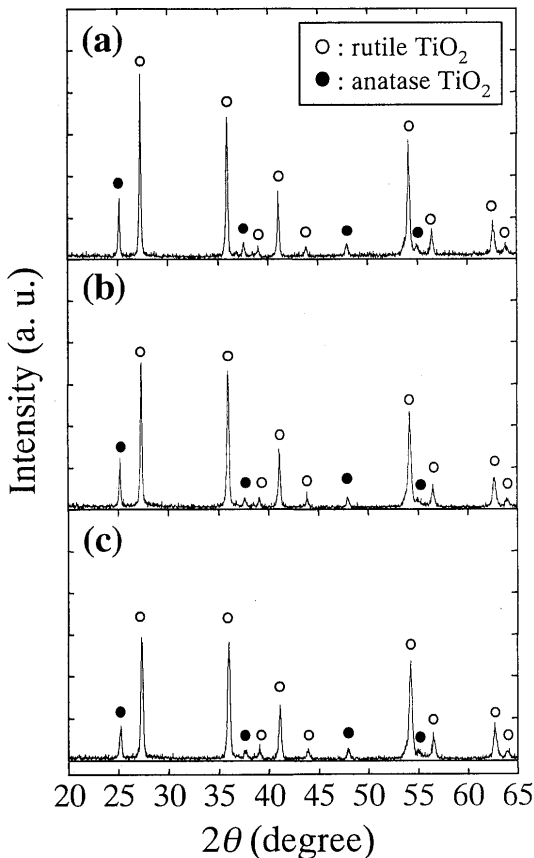 (a)
○ : rutile TiO₂
● : anatase TiO₂
(b)
(c)
Intensity (a. u.)
20 25 30 35 40 45 50 55 60 65
2θ (degree)